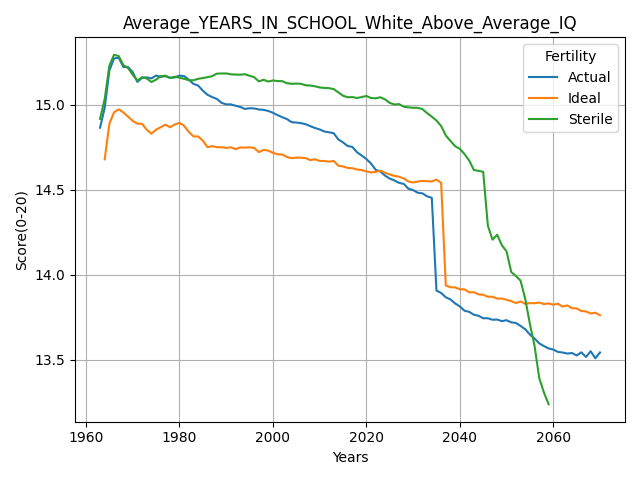 Average_YEARS_IN_SCHOOL_White_Above_Average_IQ
Fertility
Actual
Ideal
Sterile
Score(0-20)
15.0
14.5
14.0
13.5
1960
1980
2000
2020
2040
2060
Years